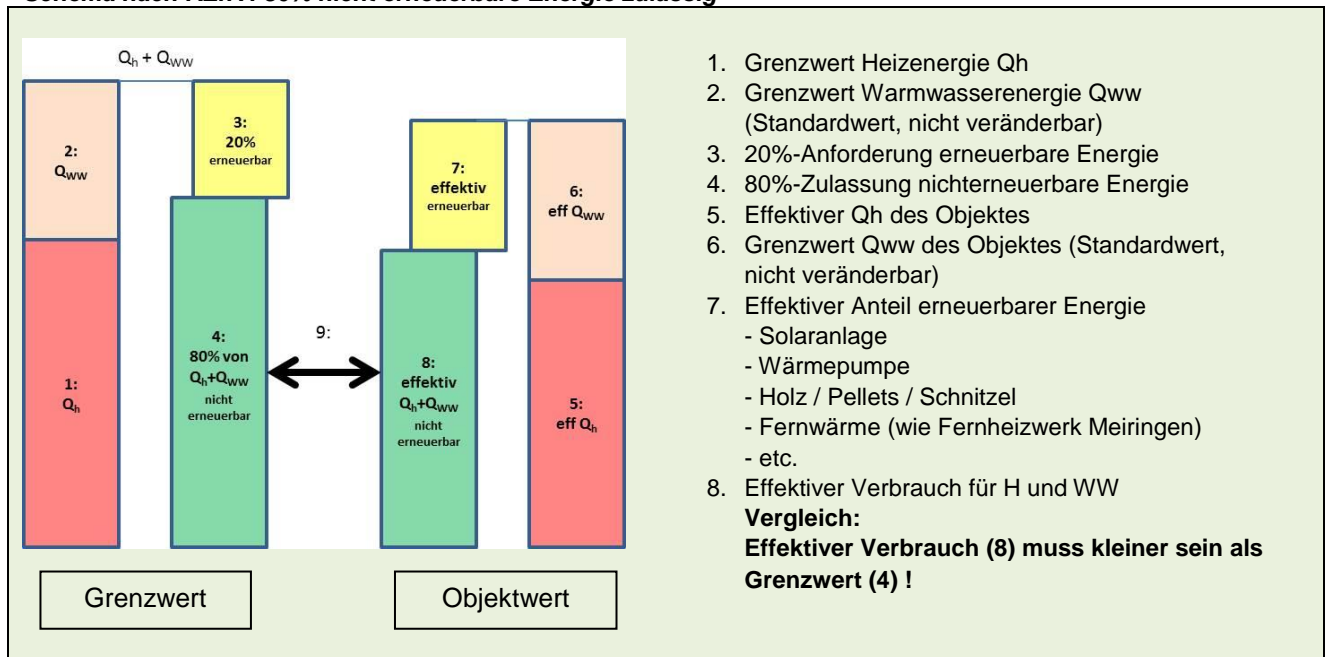 Schema nach KEnV: 80% nicht erneuerbare Energie zulässig
Qh + QWW
2:
QWW
3:
20%
erneuerbar
7:
effektiv
erneuerbar
6:
eff QWW
1:
Qh
4:
80% von
Qh+QWW
nicht
erneuerbar
9:
8:
effektiv
Qh+QWW
nicht
erneuerbar
5:
eff Qh
Grenzwert
Objektwert
1. Grenzwert Heizenergie Qh
2. Grenzwert Warmwasserenergie Qww
(Standardwert, nicht veränderbar)
3. 20%-Anforderung erneuerbare Energie
4. 80%-Zulassung nichterneuerbare Energie
5. Effektiver Qh des Objektes
6. Grenzwert Qww des Objektes (Standardwert,
nicht veränderbar)
7. Effektiver Anteil erneuerbarer Energie
- Solaranlage
- Wärmepumpe
- Holz / Pellets / Schnitzel
- Fernwärme (wie Fernheizwerk Meiringen)
- etc.
8. Effektiver Verbrauch für H und WW
Vergleich:
Effektiver Verbrauch (8) muss kleiner sein als
Grenzwert (4) !